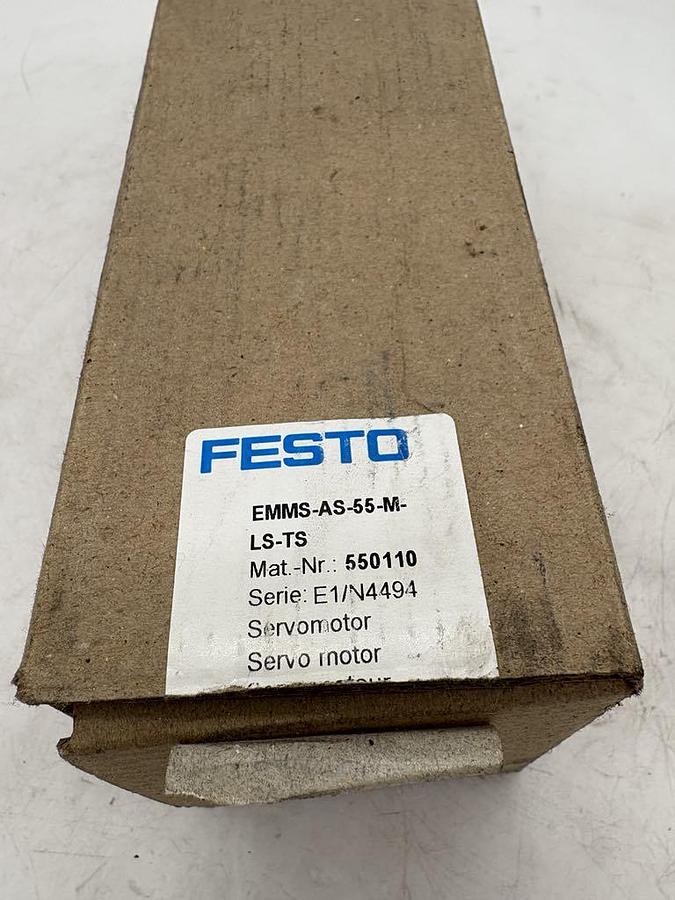 FESTO
EMMS-AS-55-M-
LS-TS
Mat.-Nr.: 550110
Serie: E1/N4494
Servomotor
Servo motor